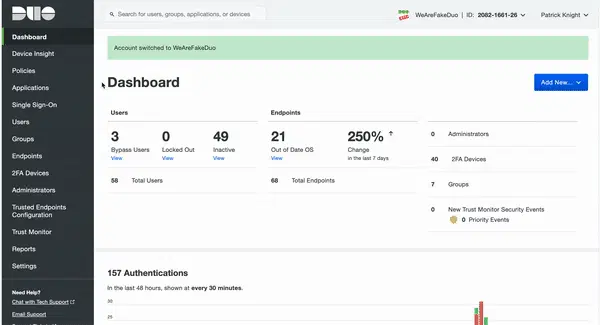 DUO
Search for users, groups, applications, or devices
WeAreFakeDuo | ID: 2082-1661-26
Patrick Knight
Dashboard
Device Insight
Policies
Applications
Single Sign-On
Users
Groups
Endpoints
2FA Devices
Administrators
Trusted Endpoints
Configuration
Trust Monitor
Reports
Settings
Need Help?
Chat with Tech Support
Email Support
Account switched to WeAreFakeDuo
Dashboard
Add New...
Users
3
Bypass Users
View
0
Locked Out
View
49
Inactive
View
58 Total Users
Endpoints
21
Out of Date OS
View
250%
Change
in the last 7 days
68 Total Endpoints
0 Administrators
40 2FA Devices
7 Groups
0 New Trust Monitor Security Events
0 Priority Events
157 Authentications
In the last 48 hours, shown at every 30 minutes.
30
25